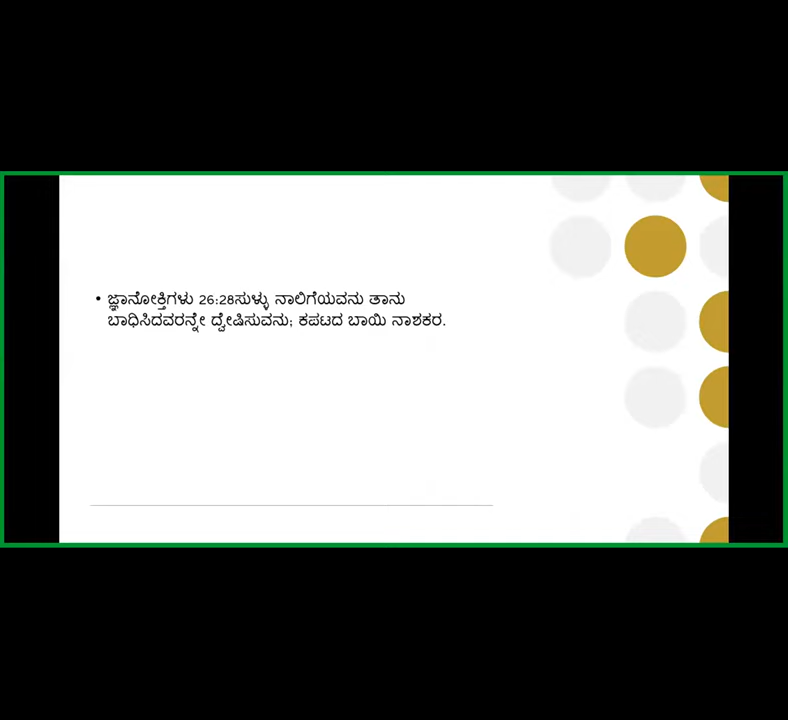 • ಜ್ಞಾನೋಕ್ತಿಗಳು 26:28ಸುಳ್ಳು ನಾಲಿಗೆಯವನು ತಾನು
ಬಾಧಿಸಿದವರನ್ನೇ ದ್ವೇಷಿಸುವನು; ಕಪಟದ ಬಾಯಿ ನಾಶಕರ.